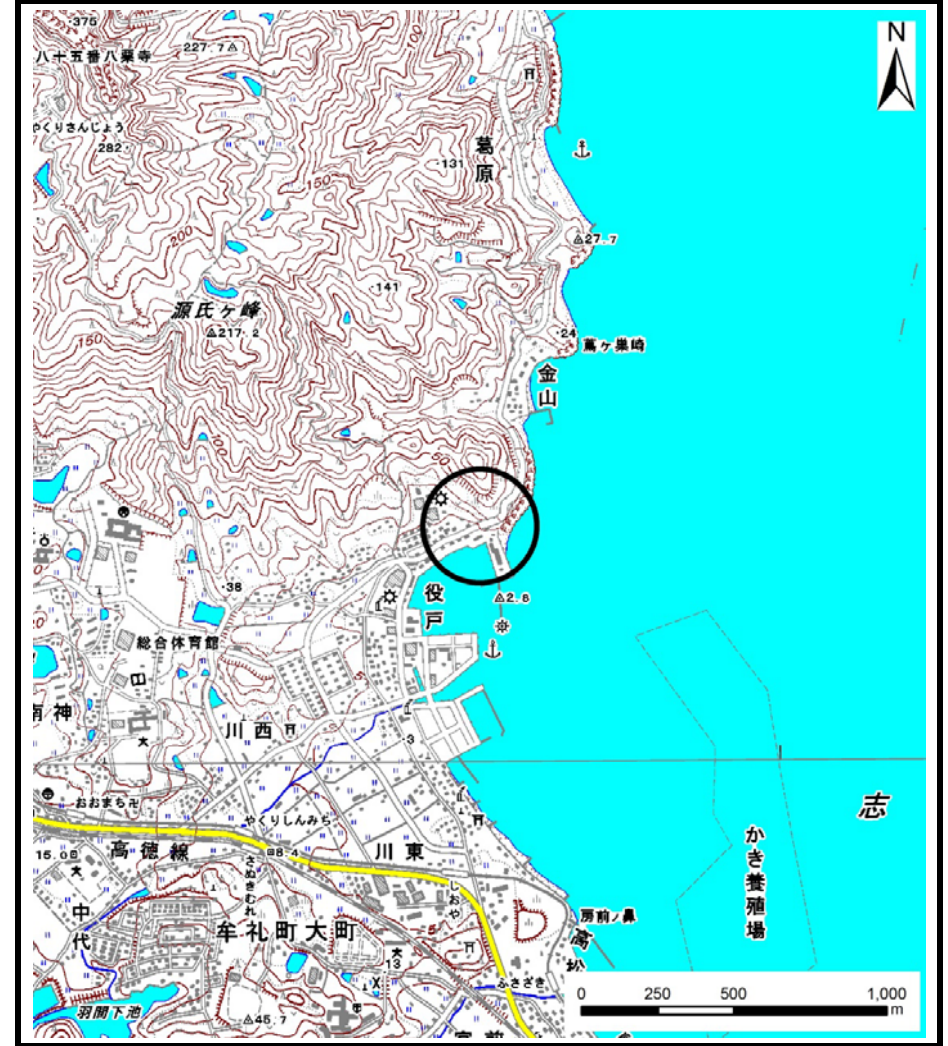 ・375
八十五番八栗寺
227.7
100
N
やくりさんじょう
282・
葛原
・131
150
200
27.7
・141
源氏ヶ峰
217.2
150
・24
蔦ヶ巣崎
金山
100
50
・38
役戸
2.6
総合体育館
5
川西
・3
志
おおまち
やくりしんみち
15.0
高徳線
8.4
川東
かき養殖場
さぬきむれ
しおや
中代
牟礼町大町
房前ノ鼻
高松
13
ふさざき
羽間下池
45.7
0 250 500 1,000
m